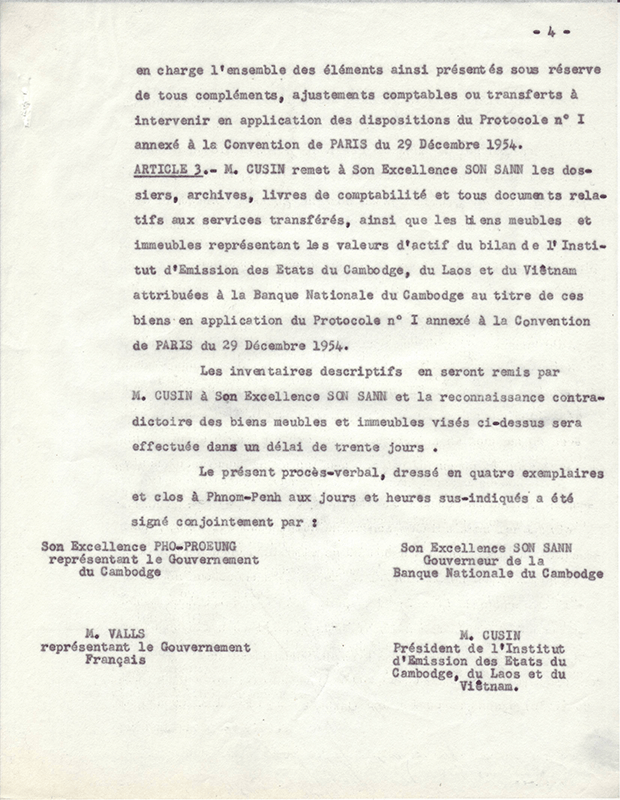 - 4 -
en charge l'ensemble des éléments ainsi présentés sous réserve
de tous compléments, ajustements comptables ou transferts à
intervenir en application des dispositions du Protocole n° I
annexé à la Convention de PARIS du 29 Décembre 1954.
ARTICLE 3.- M. CUSIN remet à Son Excellence SON SANN les dos-
siers, archives, livres de comptabilité et tous documents rela-
tifs aux services transférés, ainsi que les biens meubles et
immeubles représentant les valeurs d'actif du bilan de l'Insti-
tut d'Emission des Etats du Cambodge, du Laos et du Viêtnam
attribuées à la Banque Nationale du Cambodge au titre de ces
biens en application du Protocole n° I annexé à la Convention
de PARIS du 29 Décembre 1954.
Les inventaires descriptifs en seront remis par
M. CUSIN à Son Excellence SON SANN et la reconnaissance contra-
dictoire des biens meubles et immeubles visés ci-dessus sera
effectuée dans un délai de trente jours .
Le présent procès-verbal, dressé en quatre exemplaires
et clos à Phnom-Penh aux jours et heures sus-indiqués a été
signé conjointement par :
Son Excellence PHO-PROEUNG
représentant le Gouvernement
du Cambodge
Son Excellence SON SANN
Gouverneur de la
Banque Nationale du Cambodge
M. VALLS
représentant le Gouvernement
Français
M. CUSIN
Président de l'Institut
d'Emission des Etats du
Cambodge, du Laos et du
Viêtnam.